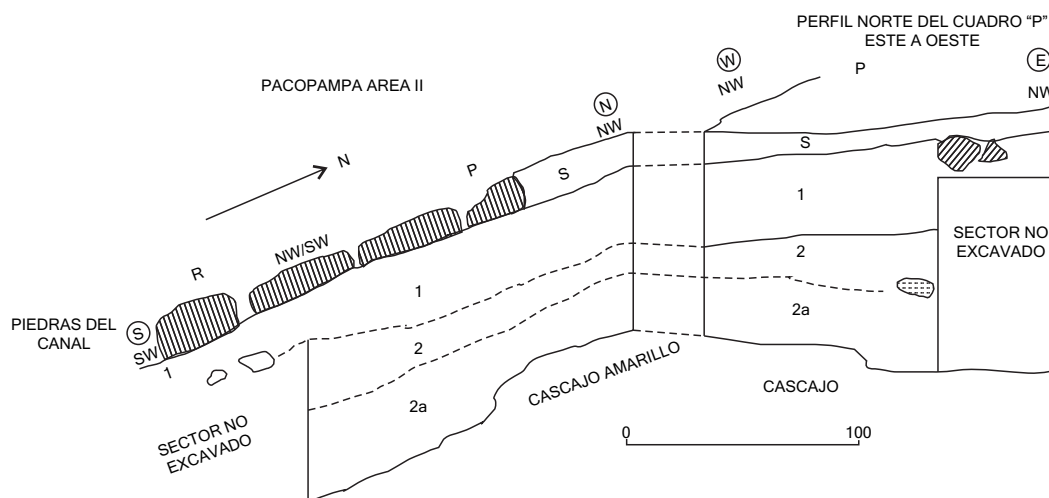 PERFIL NORTE DEL CUADRO “P”
ESTE A OESTE
PACOPAMPA AREA II
W
NW
P
E
NW
N
NW
N
S
S
P
1
NW/SW
R
SECTOR NO
EXCAVADO
2
1
PIEDRAS DEL
CANAL
S
SW
1
2
2a
2a
CASCAJO AMARILLO
CASCAJO
SECTOR NO
EXCAVADO
0
100